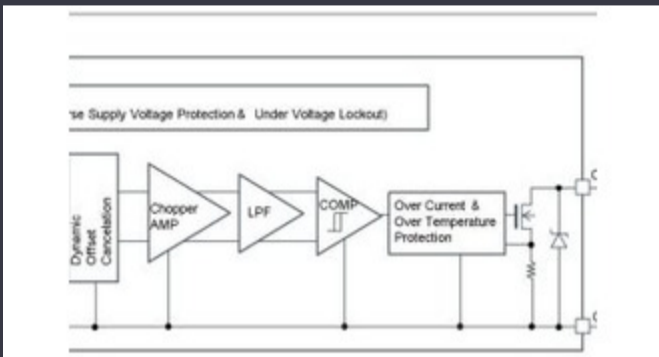 rse Supply Voltage Protection & Under Voltage Lockout)
Dynamic
Offset
Cancelation
Chopper
AMP
LPF
COMP
Over Current &
Over Temperature
Protection